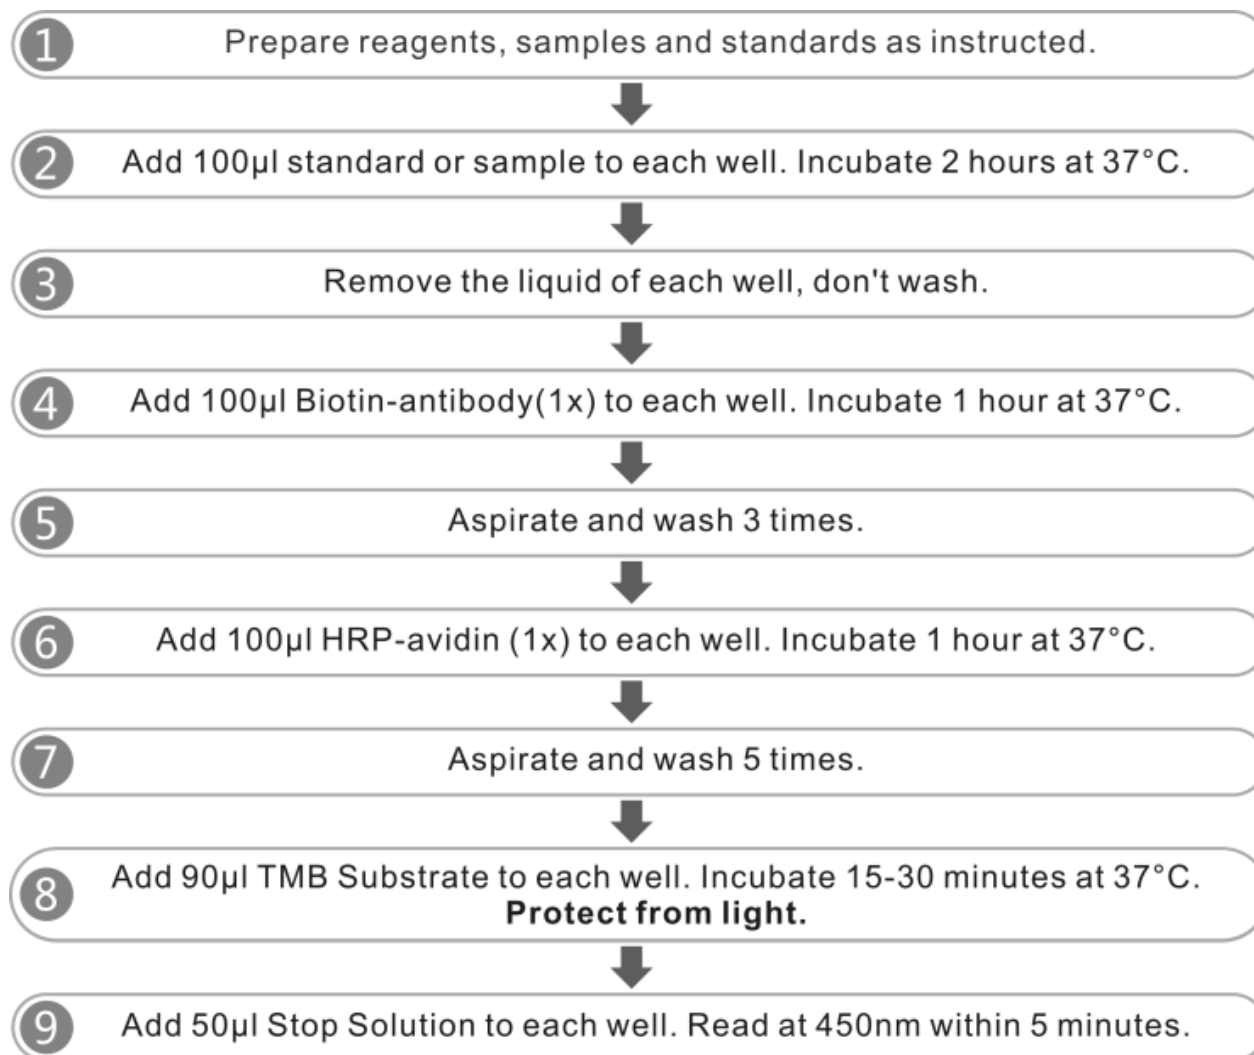 1 Prepare reagents, samples and standards as instructed.
2 Add 100µl standard or sample to each well. Incubate 2 hours at 37°C.
3 Remove the liquid of each well, don't wash.
4 Add 100µl Biotin-antibody(1x) to each well. Incubate 1 hour at 37°C.
5 Aspirate and wash 3 times.
6 Add 100µl HRP-avidin (1x) to each well. Incubate 1 hour at 37°C.
7 Aspirate and wash 5 times.
8 Add 90µl TMB Substrate to each well. Incubate 15-30 minutes at 37°C.
Protect from light.
9 Add 50µl Stop Solution to each well. Read at 450nm within 5 minutes.